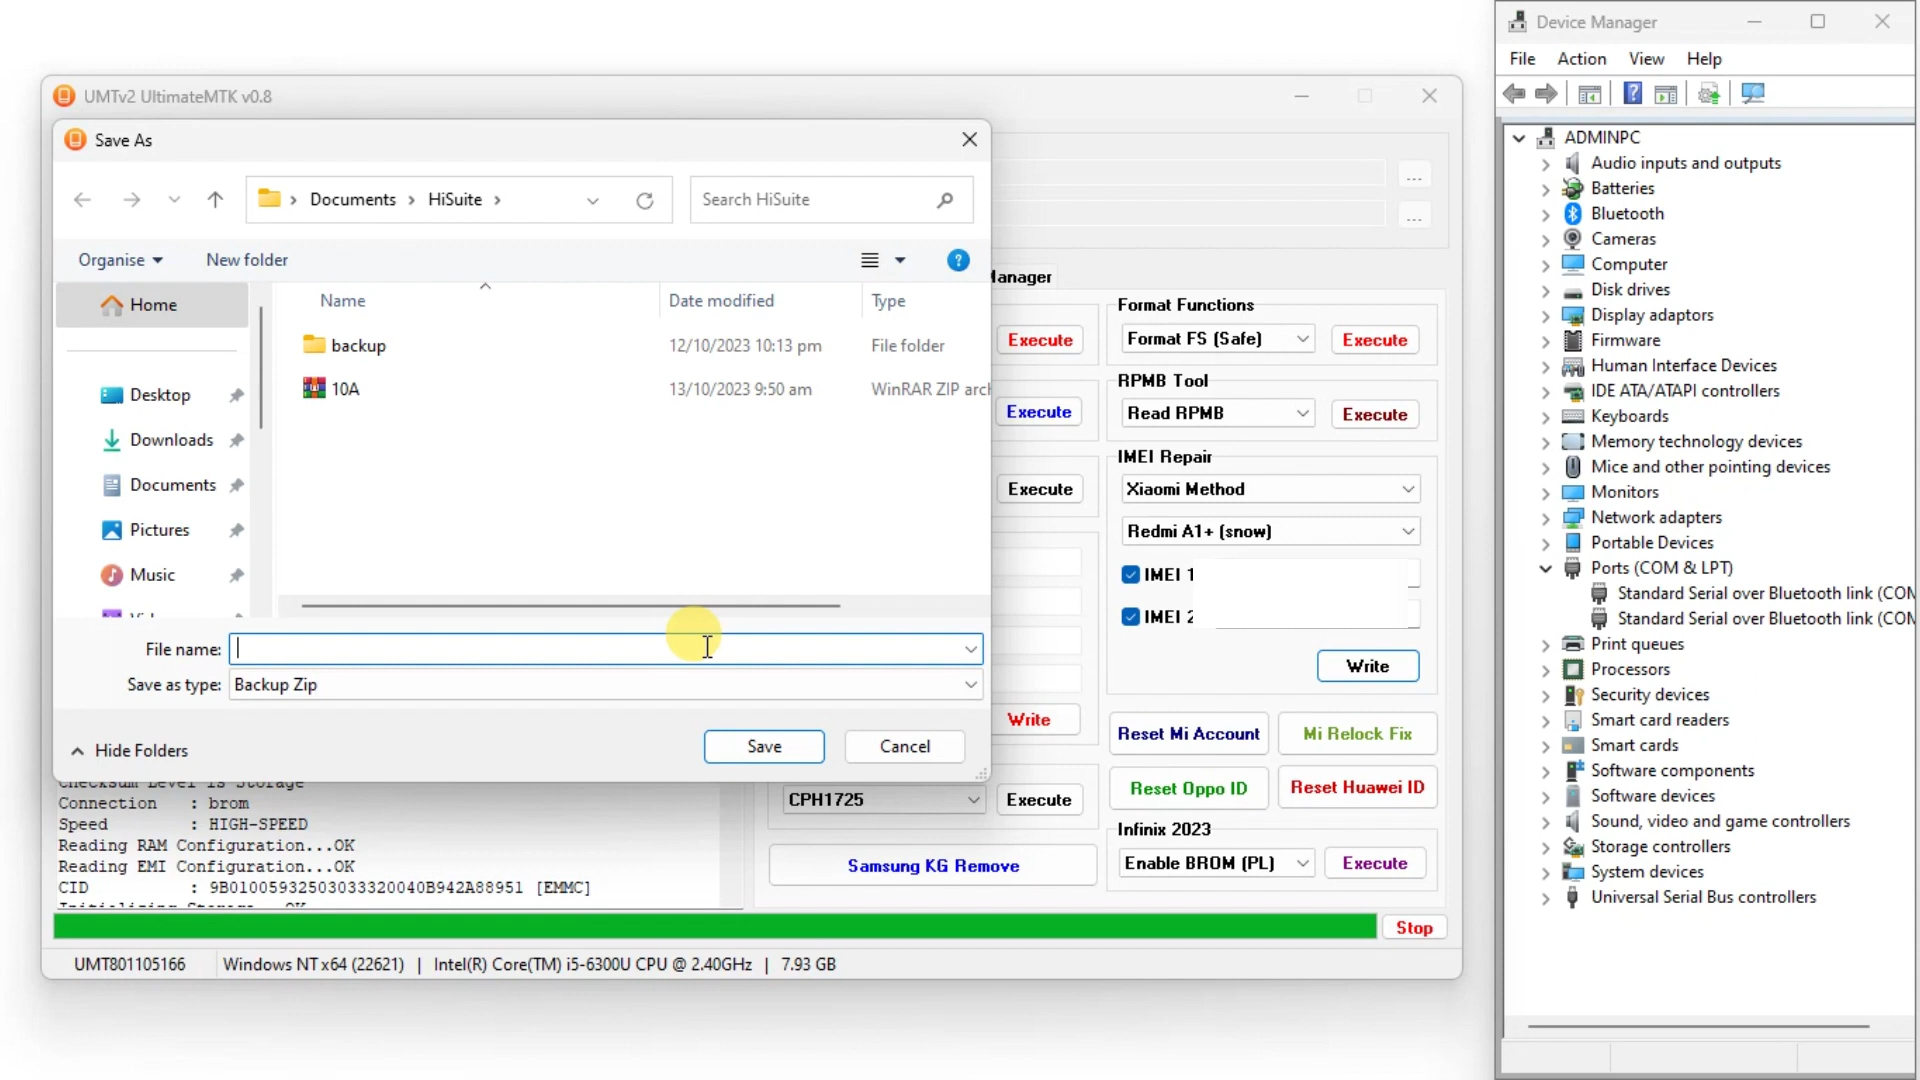 UMTv2 UltimateMTK v0.8
Save As
Documents > HiSuite >
Search HiSuite
Organise
New folder
Home
Desktop
Downloads
Documents
Pictures
Music
Name
Date modified
Type
backup
12/10/2023 10:13 pm
File folder
10A
13/10/2023 9:50 am
WinRAR ZIP arch
File name:
Save as type:
Backup Zip
Hide Folders
Save
Cancel
Checksum Level is Storage
Connection : brom
Speed : HIGH-SPEED
Reading RAM Configuration...OK
Reading EMI Configuration...OK
CID : 9B01005932503033320040B942A88951 [EMMC]
...
...
Manager
Execute
Execute
Execute
Write
CPH1725
Execute
Samsung KG Remove
Format Functions
Format FS (Safe)
Execute
RPMB Tool
Read RPMB
Execute
IMEI Repair
Xiaomi Method
Redmi A1+ (snow)
IMEI 1
IMEI 2
Write
Reset Mi Account
Mi Relock Fix
Reset Oppo ID
Reset Huawei ID
Infinix 2023
Enable BROM (PL)
Execute
Stop
UMT801105166
Windows NT x64 (22621) | Intel(R) Core(TM) i5-6300U CPU @ 2.40GHz | 7.93 GB
Device Manager
File Action View Help
ADMINPC
Audio inputs and outputs
Batteries
Bluetooth
Cameras
Computer
Disk drives
Display adaptors
Firmware
Human Interface Devices
IDE ATA/ATAPI controllers
Keyboards
Memory technology devices
Mice and other pointing devices
Monitors
Network adapters
Portable Devices
Ports (COM & LPT)
Standard Serial over Bluetooth link (COM
Standard Serial over Bluetooth link (COM
Print queues
Processors
Security devices
Smart card readers
Smart cards
Software components
Software devices
Sound, video and game controllers
Storage controllers
System devices
Universal Serial Bus controllers